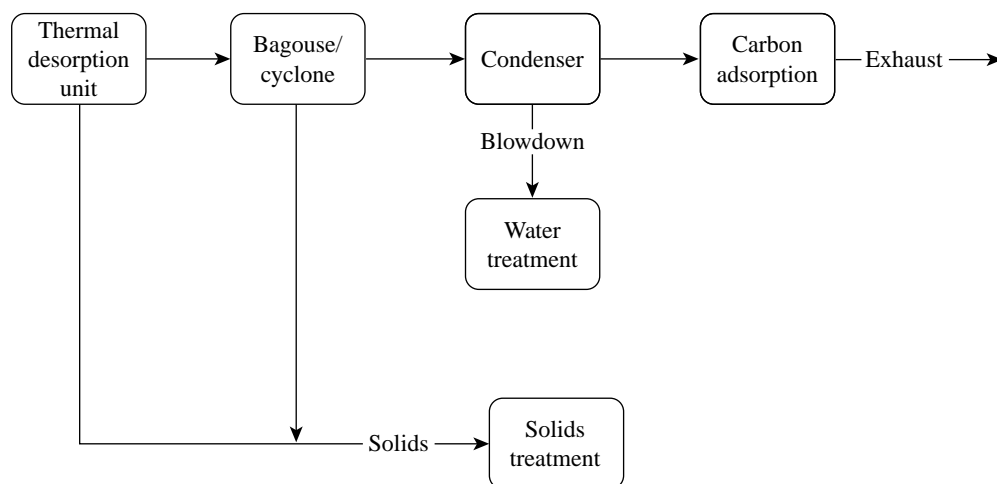 Thermal
desorption
unit
Bagouse/
cyclone
Condenser
Carbon
adsorption
Exhaust
Blowdown
Water
treatment
Solids
Solids
treatment